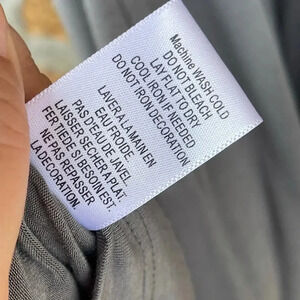 Machine WASH COLD
DO NOT BLEACH
LAY FLAT TO DRY
COOL IRON IF NEEDED
DO NOT IRON DECORATION
LAVER A LA MAIN EN
EAU FROIDE.
PAS D'EAU DE JAVEL
LAISSER SECHER A PLAT.
FER TIEDE SI BESOIN EST.
NE PAS REPASSER
LA DECORATION.